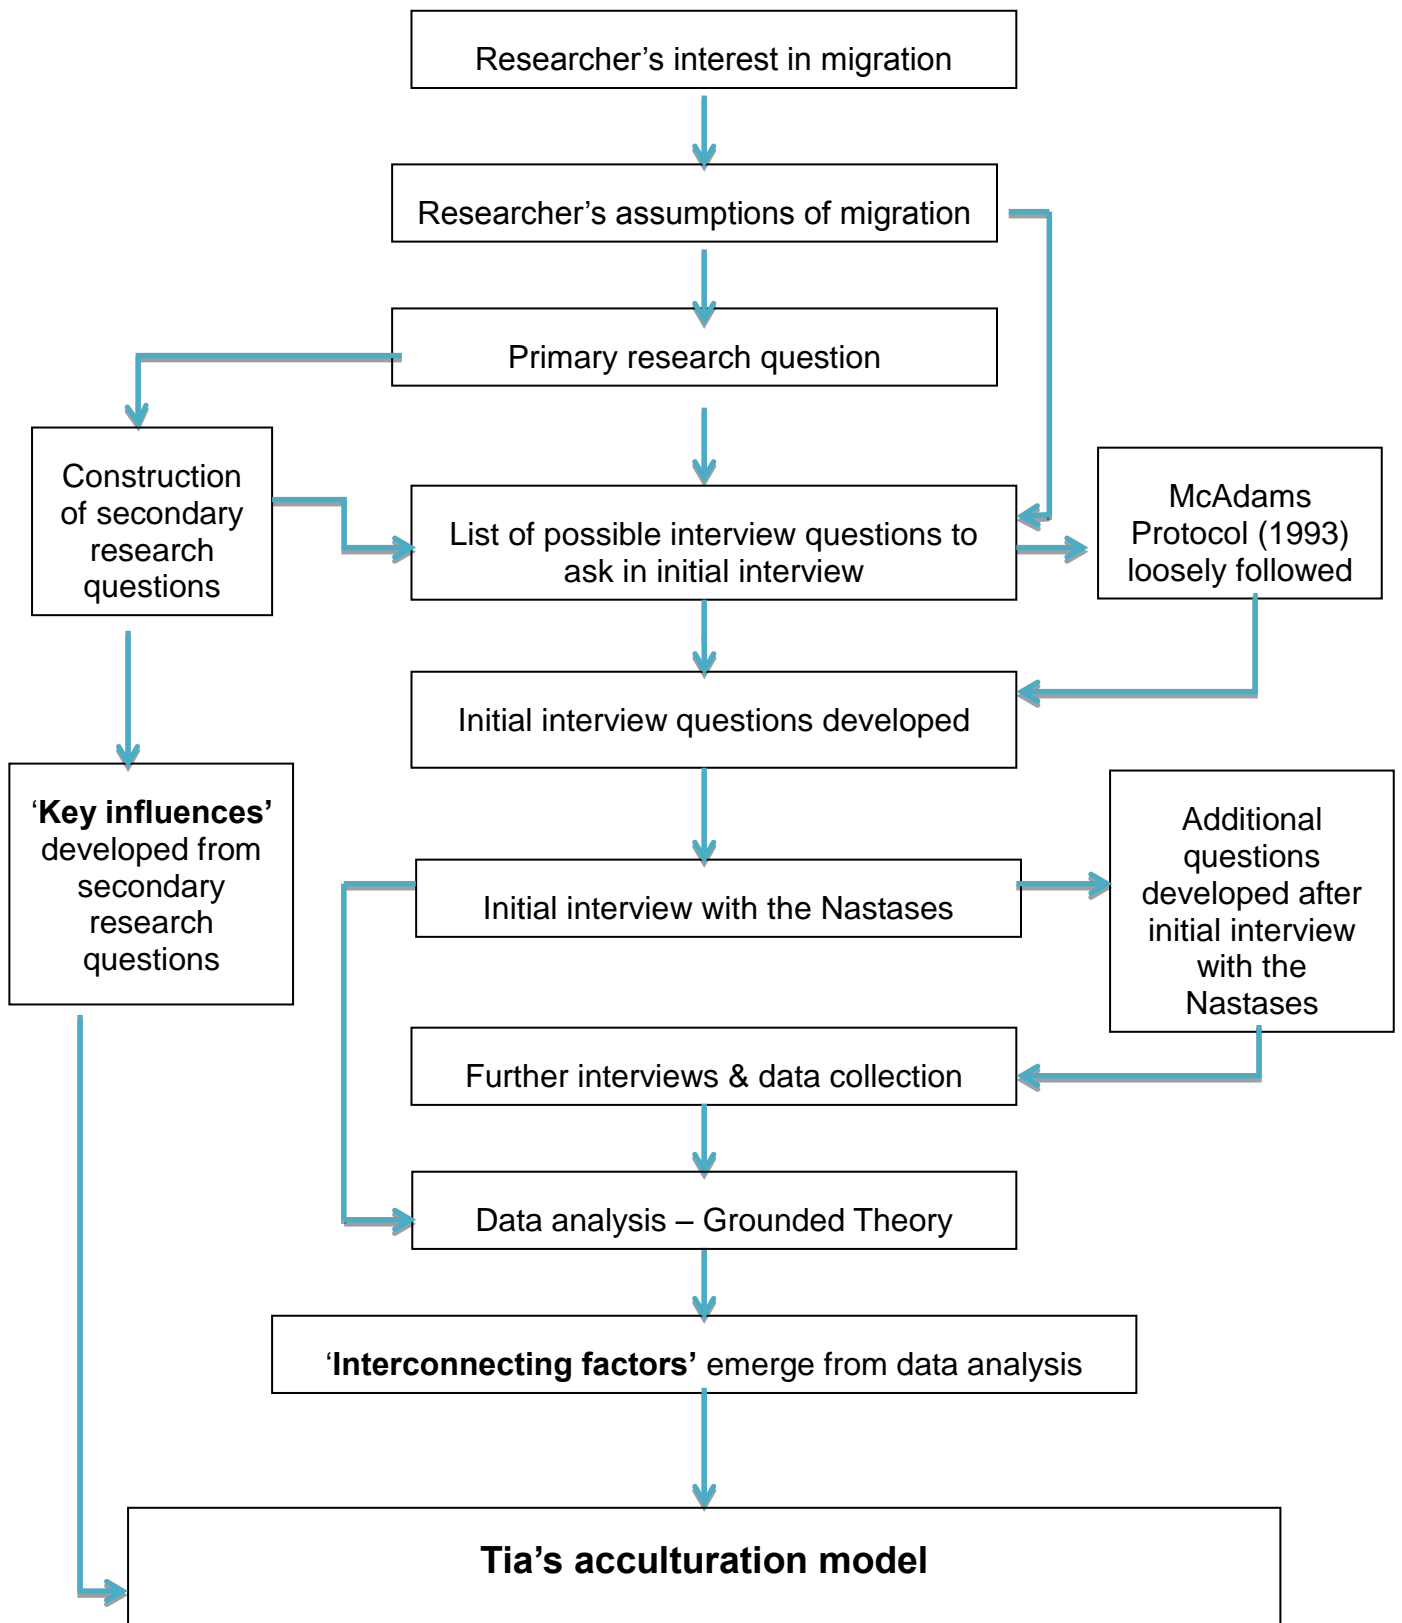 Researcher’s interest in migration
Researcher’s assumptions of migration
Primary research question
Construction
of secondary
research
questions
List of possible interview questions to
ask in initial interview
McAdams
Protocol (1993)
loosely followed
Initial interview questions developed
‘Key influences’
developed from
secondary
research
questions
Initial interview with the Nastases
Additional
questions
developed after
initial interview
with the
Nastases
Further interviews & data collection
Data analysis – Grounded Theory
‘Interconnecting factors’ emerge from data analysis
Tia’s acculturation model